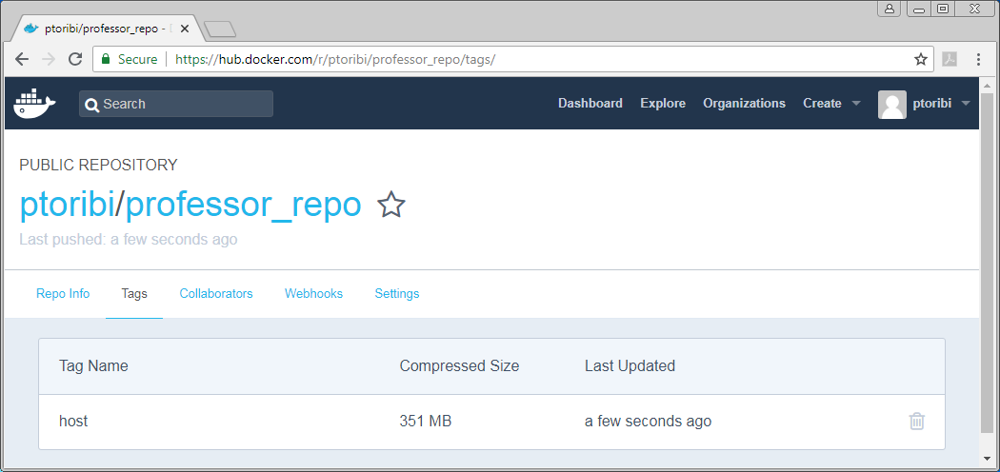 ptoribi/professor_repo -
Secure https://hub.docker.com/r/ptoribi/professor_repo/tags/
Search Dashboard Explore Organizations Create ptoribi
PUBLIC REPOSITORY
ptoribi/professor_repo
Last pushed: a few seconds ago
Repo Info Tags Collaborators Webhooks Settings
Tag Name Compressed Size Last Updated
host 351 MB a few seconds ago